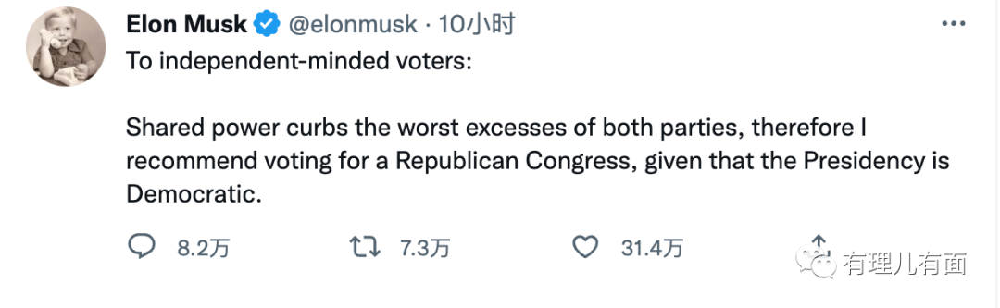 Elon Musk @elonmusk · 10小时
To independent-minded voters:
Shared power curbs the worst excesses of both parties, therefore I
recommend voting for a Republican Congress, given that the Presidency is
Democratic.
8.2万 7.3万 31.4万
有理儿有面